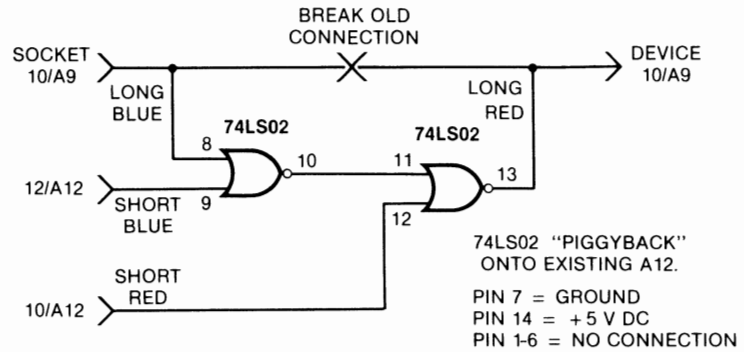 BREAK OLD
CONNECTION
SOCKET
10/A9
DEVICE
10/A9
LONG
BLUE
LONG
RED
74LS02
74LS02
8
10
11
13
12/A12
9
SHORT
BLUE
12
74LS02 "PIGGYBACK"
ONTO EXISTING A12.
SHORT
RED
10/A12
PIN 7 = GROUND
PIN 14 = +5 V DC
PIN 1-6 = NO CONNECTION